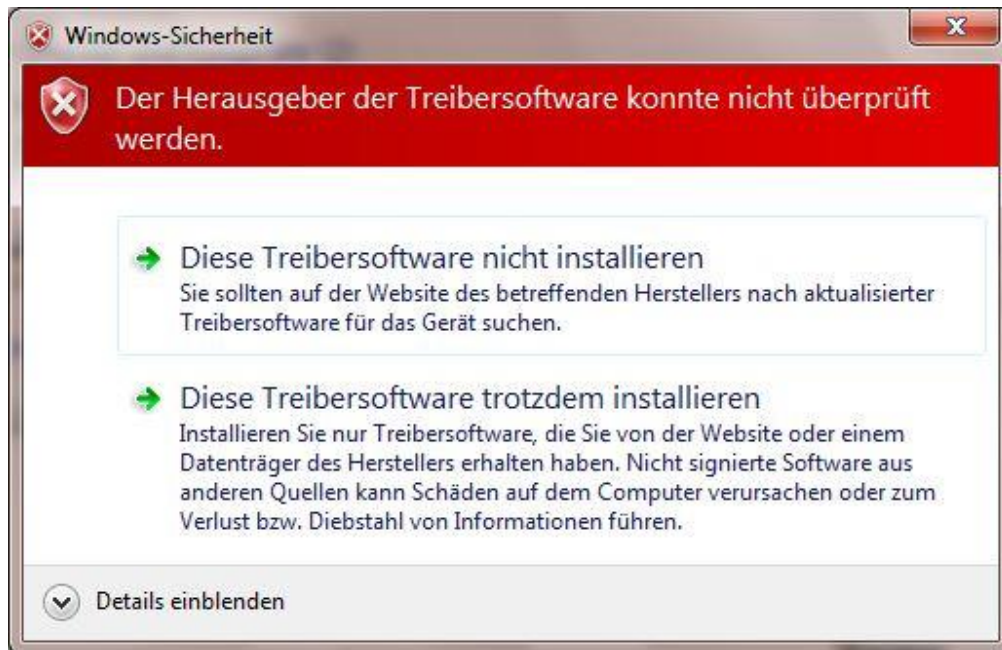 Windows-Sicherheit
Der Herausgeber der Treibersoftware konnte nicht überprüft
werden.
Diese Treibersoftware nicht installieren
Sie sollten auf der Website des betreffenden Herstellers nach aktualisierter
Treibersoftware für das Gerät suchen.
Diese Treibersoftware trotzdem installieren
Installieren Sie nur Treibersoftware, die Sie von der Website oder einem
Datenträger des Herstellers erhalten haben. Nicht signierte Software aus
anderen Quellen kann Schäden auf dem Computer verursachen oder zum
Verlust bzw. Diebstahl von Informationen führen.
Details einblenden